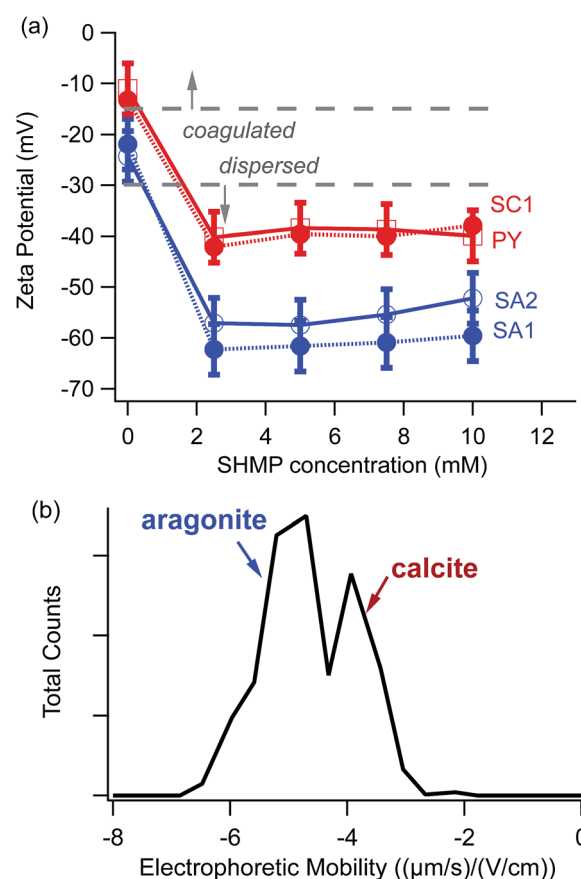 (a)
0
-10
-20
-30
-40
-50
-60
-70
Zeta Potential (mV)
coagulated
dispersed
SC1
PY
SA2
SA1
0 2 4 6 8 10 12
SHMP concentration (mM)
(b)
aragonite
calcite
Total Counts
-8 -6 -4 -2 0
Electrophoretic Mobility ((μm/s)/(V/cm))